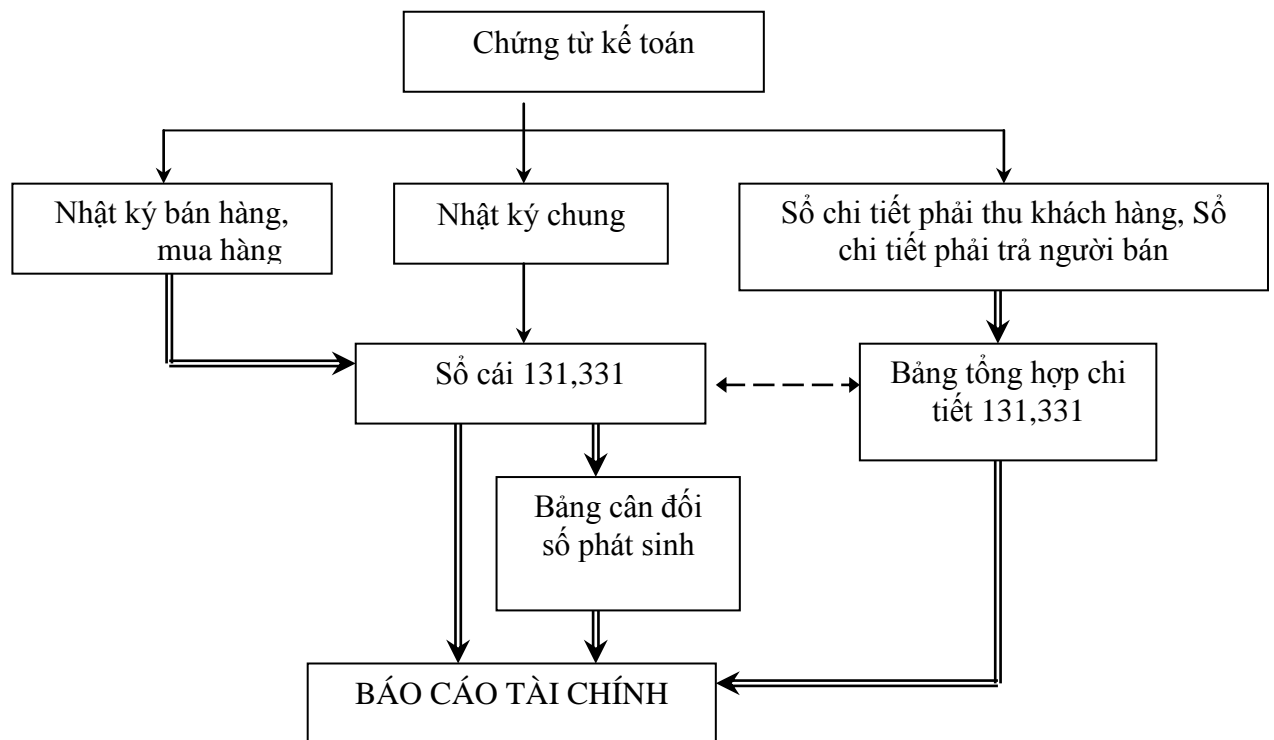 Chứng từ kế toán
Nhật ký bán hàng,
mua hàng
Nhật ký chung
Sổ chi tiết phải thu khách hàng, Sổ
chi tiết phải trả người bán
Sổ cái 131,331
Bảng tổng hợp chi
tiết 131,331
Bảng cân đối
số phát sinh
BÁO CÁO TÀI CHÍNH